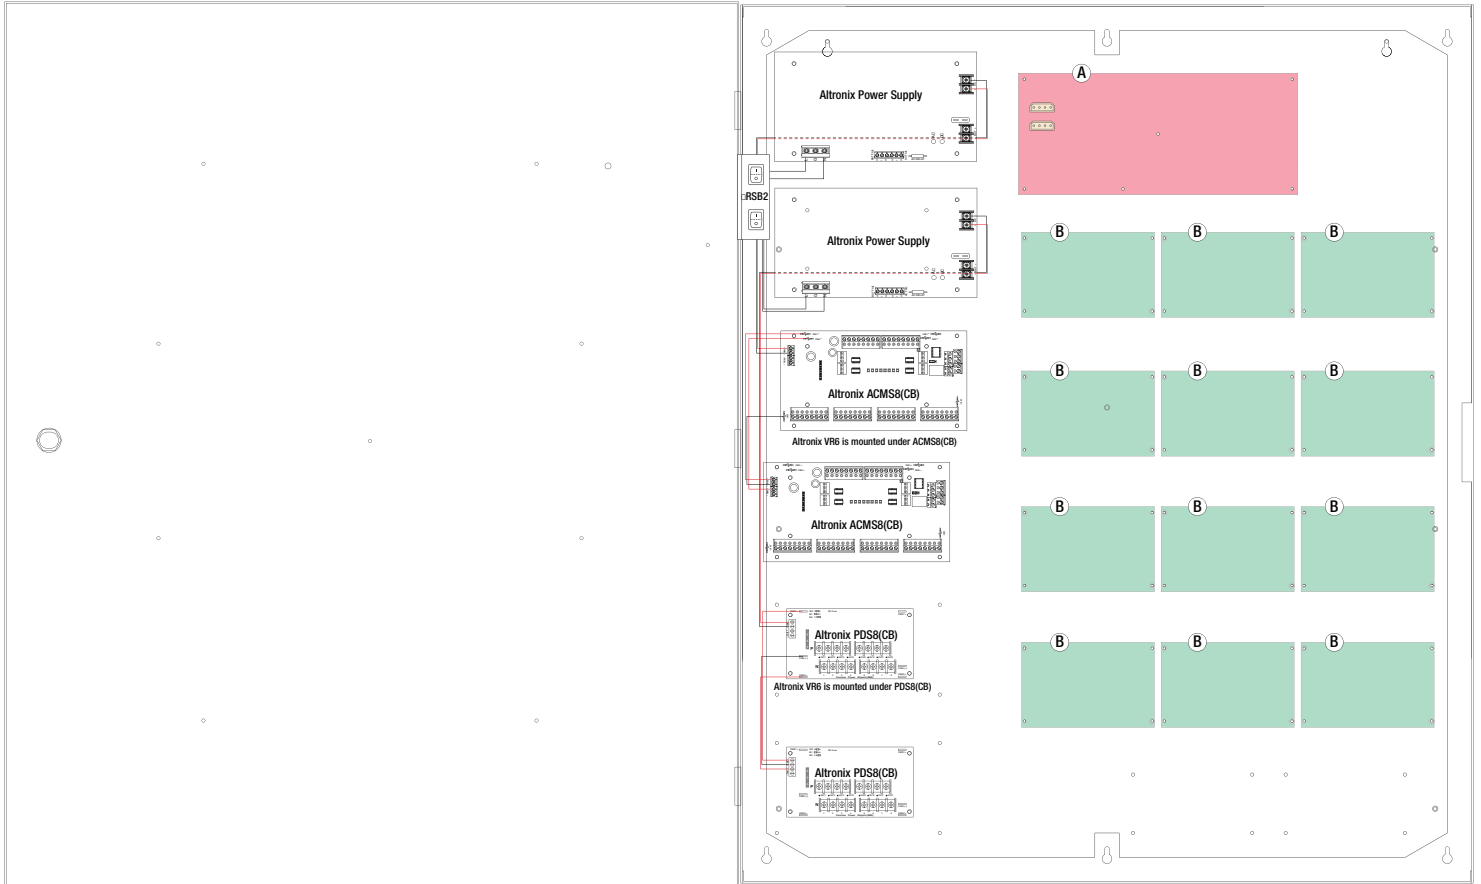 A
Altronix Power Supply
RSB2
Altronix Power Supply
B B B
Altronix ACMS8(CB)
Altronix VR6 is mounted under ACMS8(CB)
B B B
Altronix ACMS8(CB)
B B B
Altronix PDS8(CB)
Altronix VR6 is mounted under PDS8(CB)
B B B
Altronix PDS8(CB)